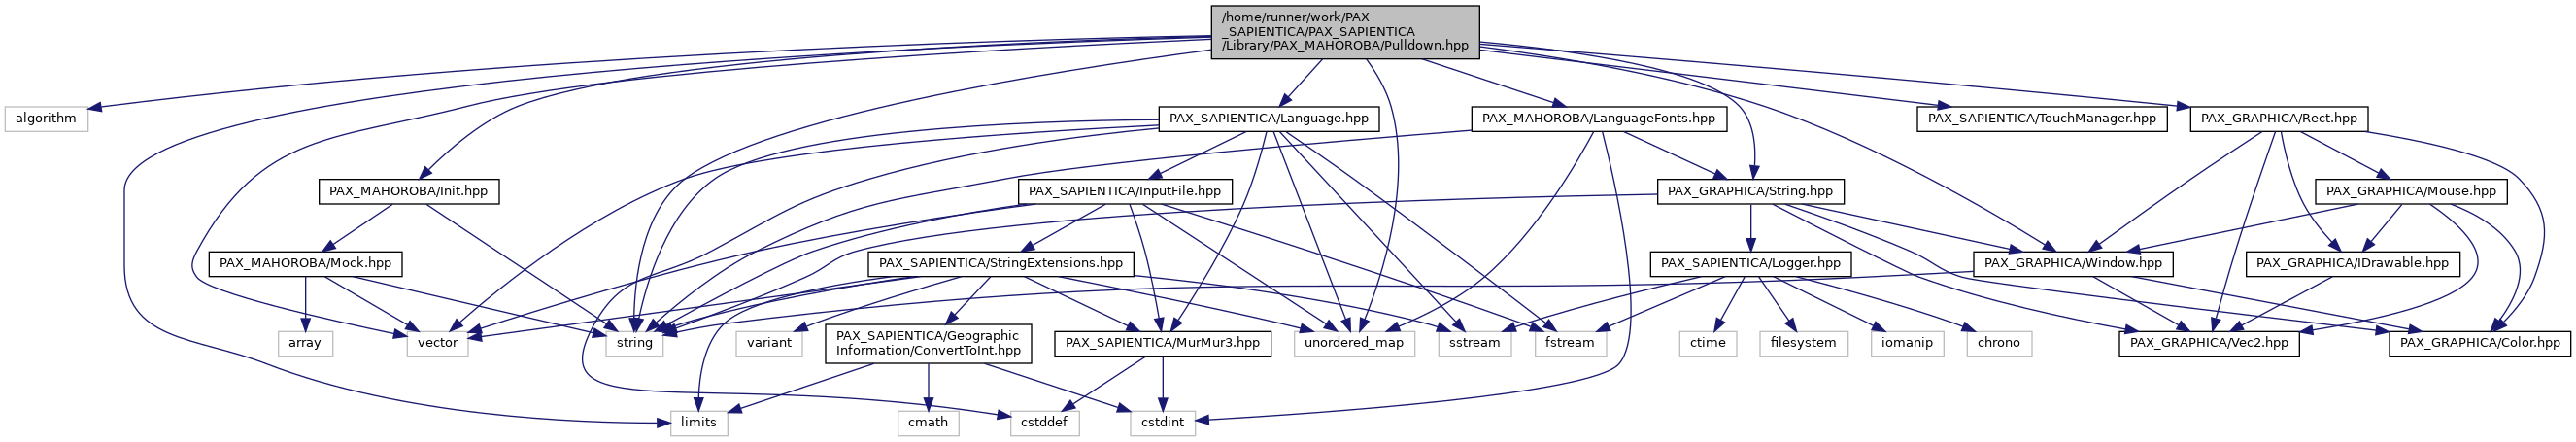 /home/runner/work/PAX
_SAPIENTICA/PAX_SAPIENTICA
/Library/PAX_MAHOROBA/Pulldown.hpp
algorithm
PAX_SAPIENTICA/Language.hpp
PAX_MAHOROBA/LanguageFonts.hpp
PAX_SAPIENTICA/TouchManager.hpp
PAX_GRAPHICA/Rect.hpp
PAX_MAHOROBA/Init.hpp
PAX_SAPIENTICA/InputFile.hpp
PAX_GRAPHICA/String.hpp
PAX_GRAPHICA/Mouse.hpp
PAX_MAHOROBA/Mock.hpp
PAX_SAPIENTICA/StringExtensions.hpp
PAX_SAPIENTICA/Logger.hpp
PAX_GRAPHICA/Window.hpp
PAX_GRAPHICA/IDrawable.hpp
array
vector
string
variant
PAX_SAPIENTICA/Geographic
Information/ConvertToInt.hpp
PAX_SAPIENTICA/MurMur3.hpp
unordered_map
sstream
fstream
ctime
filesystem
iomanip
chrono
PAX_GRAPHICA/Vec2.hpp
PAX_GRAPHICA/Color.hpp
limits
cmath
cstddef
cstdint